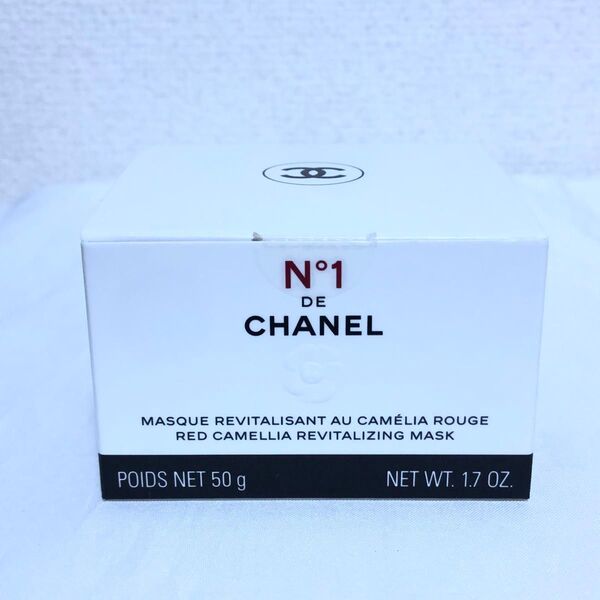 N°1
DE
CHANEL
MASQUE REVITALISANT AU CAMÉLIA ROUGE
RED CAMELLIA REVITALIZING MASK
POIDS NET 50 g NET WT. 1.7 OZ.